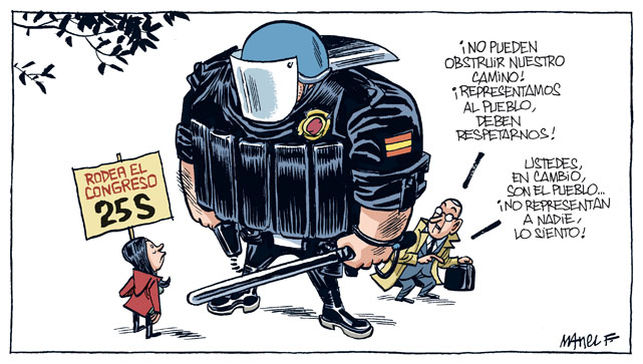 ¡NO PUEDEN
OBSTRUIR NUESTRO
CAMINO!
¡REPRESENTAMOS
AL PUEBLO,
DEBEN
RESPETARNOS!
USTEDES,
EN CAMBIO,
SON EL PUEBLO...
¡NO REPRESENTAN
A NADIE,
LO SIENTO!
RODEA EL
CONGRESO
25S
MANEL F